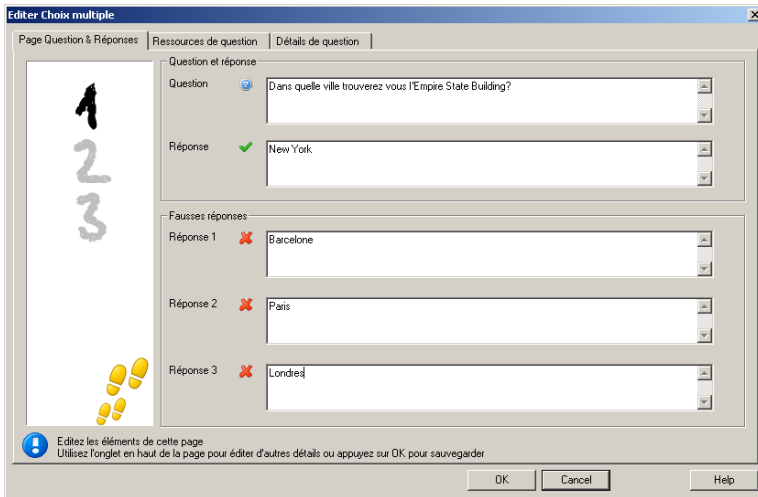 Editer Choix multiple
Page Question & Réponses
Ressources de question
Détails de question
1
2
3
Question et réponse
Question
Dans quelle ville trouverez vous l'Empire State Building?
Réponse
New York
Fausses réponses
Réponse 1
Barcelone
Réponse 2
Paris
Réponse 3
Londres
Editez les éléments de cette page
Utilisez l'onglet en haut de la page pour éditer d'autres détails ou appuyez sur OK pour sauvegarder
OK
Cancel
Help